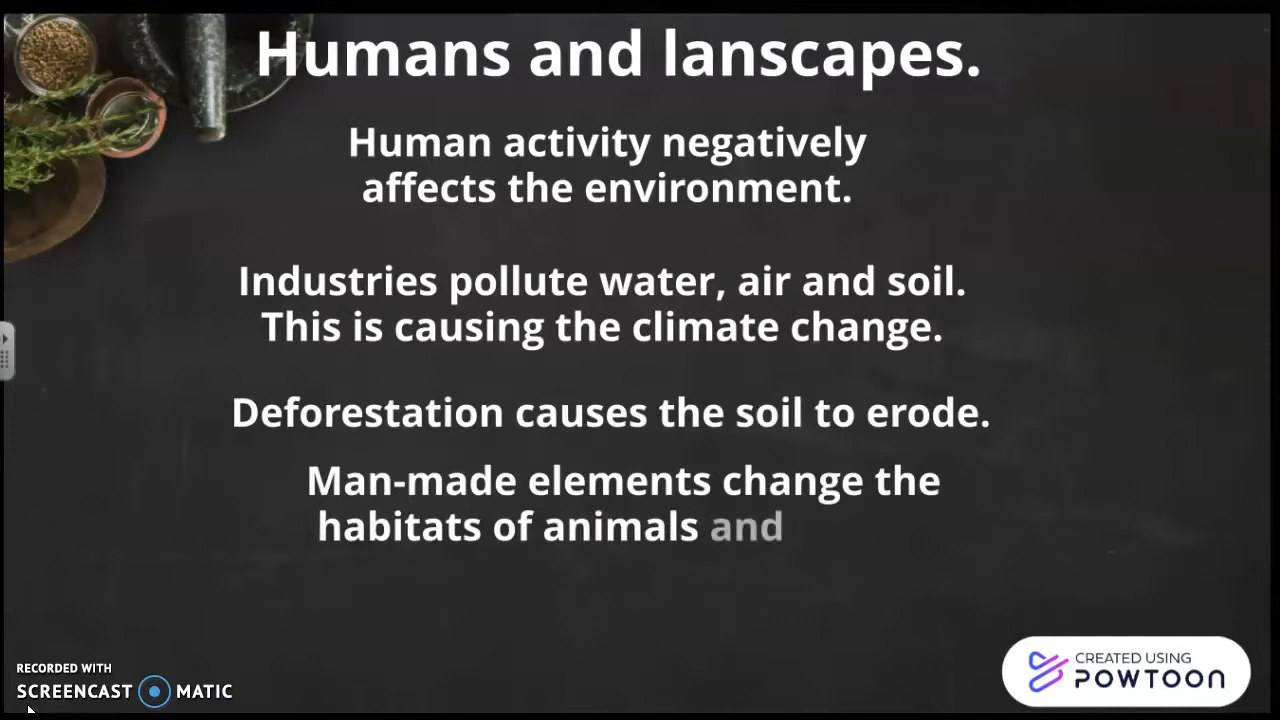 Humans and lanscapes.
Human activity negatively
affects the environment.
Industries pollute water, air and soil.
This is causing the climate change.
Deforestation causes the soil to erode.
Man-made elements change the
habitats of animals and
RECORDED WITH
SCREENCAST MATIC
CREATED USING
POWTOON